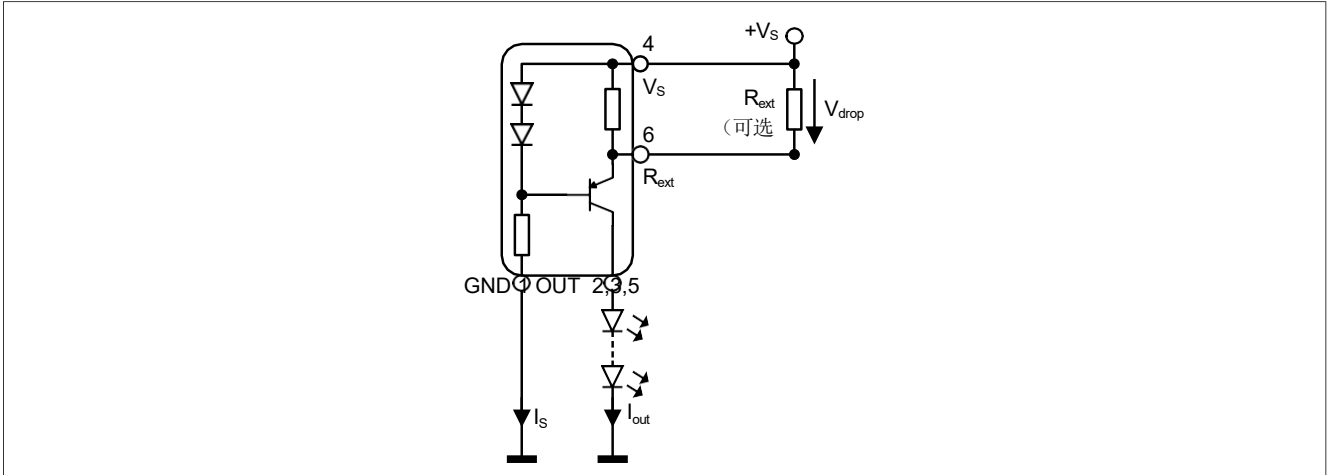 +VS
4
VS
Rext
（可选
Vdrop
6
Rext
GND 1 OUT 2,3,5
IS
Iout